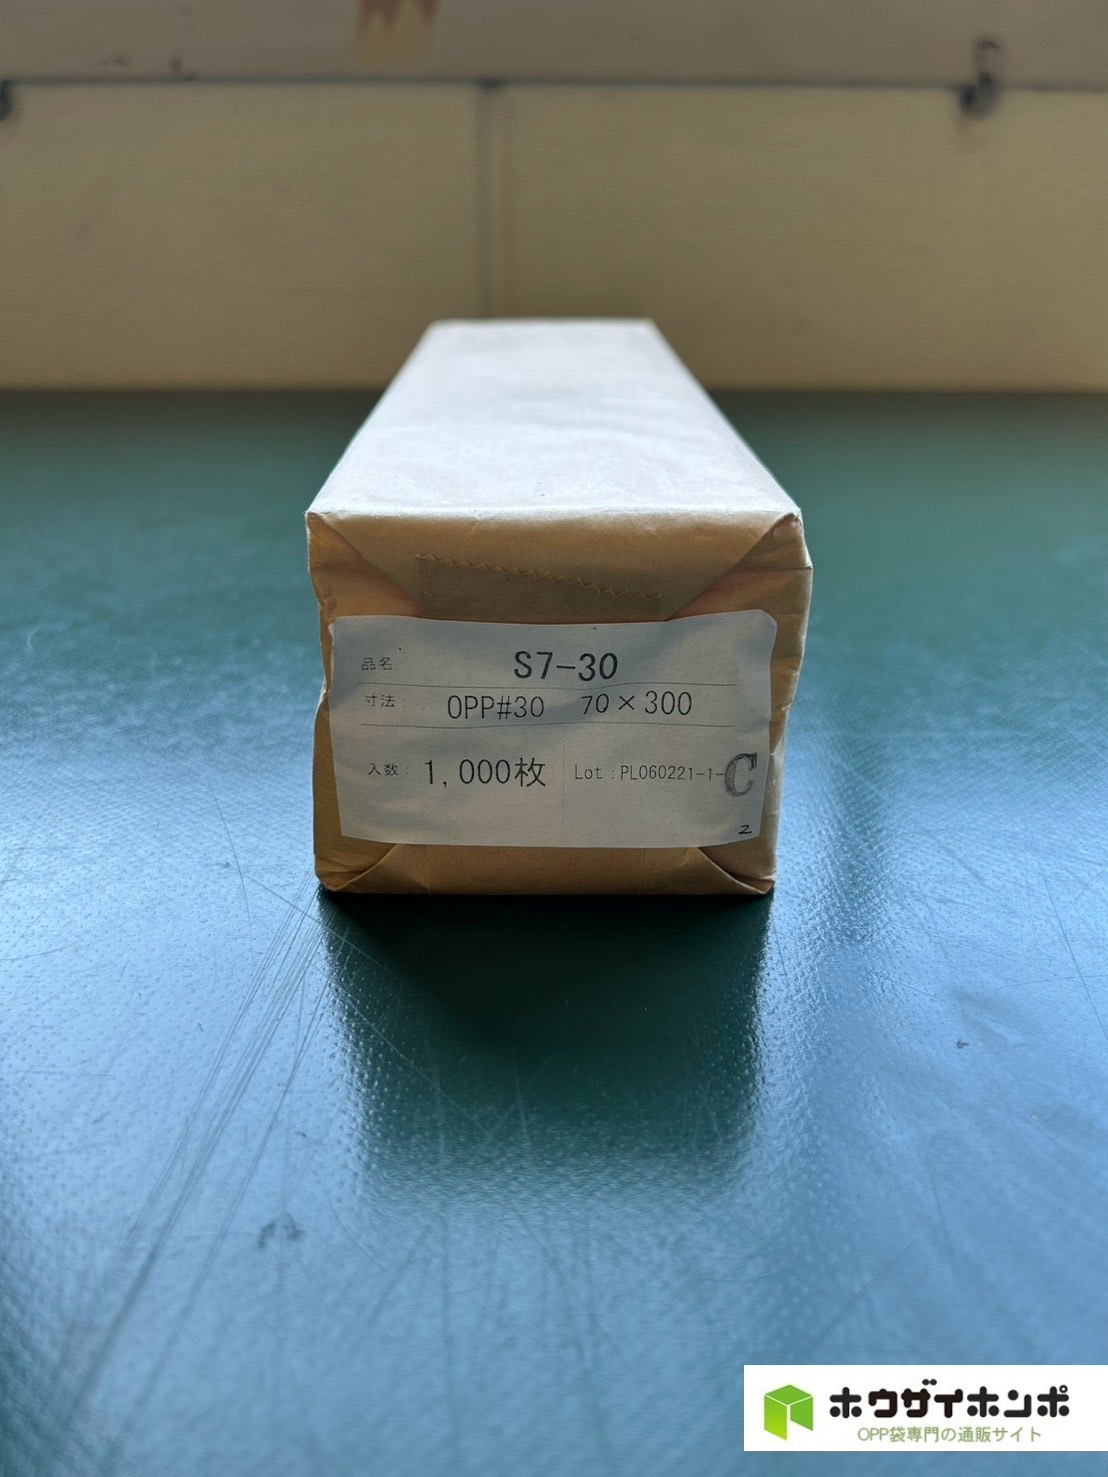 品名 S7-30
寸法: OPP#30 70×300
入数: 1,000枚 Lot:PL060221-1-C
2
ホウザイホンポ
OPP袋専門の通販サイト